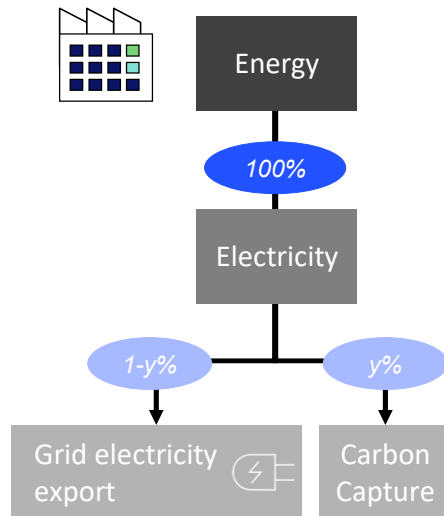 Energy
100%
Electricity
1-y%
y%
Grid electricity
export
Carbon
Capture